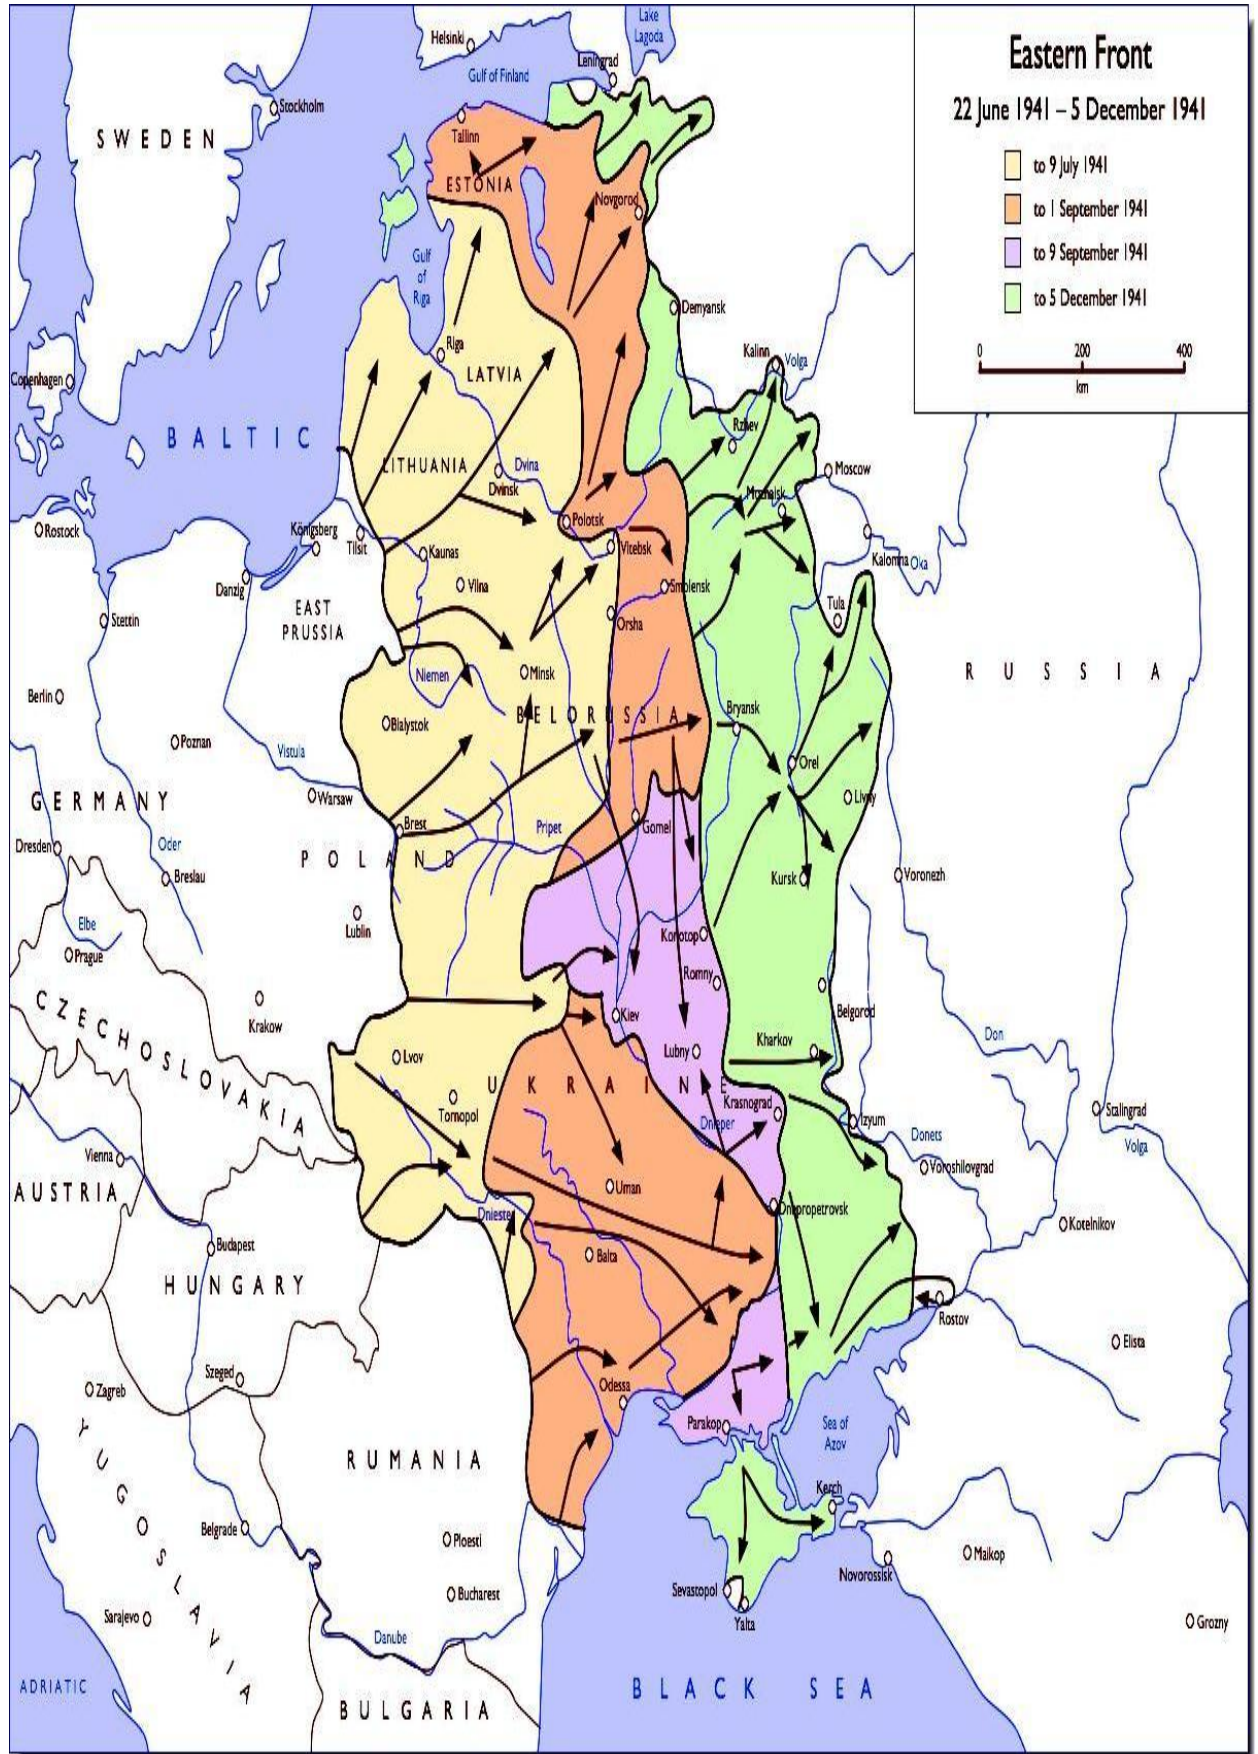 Eastern Front
22 June 1941 – 5 December 1941
to 9 July 1941
to 1 September 1941
to 9 September 1941
to 5 December 1941
0 200 400
km
Lake
Lagoda
Helsinki
Leningrad
Gulf of Finland
Stockholm
SWEDEN
Tallinn
ESTONIA
Novgorod
Gulf
of
Riga
Demyansk
Riga
Kalinn
Volga
LATVIA
Copenhagen
BALTIC
Rzhev
LITHUANIA
Dvina
Dvinsk
Moscow
Mozhaisk
Rostock
Königsberg
Tilsit
Polotsk
Vitebsk
Kaunas
Kalomna
Oka
Danzig
Vilna
Smolensk
EAST
PRUSSIA
Stettin
Orsha
Tula
Niemen
Minsk
RUSSIA
Berlin
Bialystok
BELORUSSIA
Bryansk
Poznan
Vistula
Orel
GERMANY
Warsaw
Livny
Brest
Pripet
Gomel
Dresden
Oder
POLAND
Breslau
Kursk
Voronezh
Lublin
Elbe
Prague
Konotop
Romny
CZECHOSLOVAKIA
Krakow
Kiev
Belgorod
Don
Lvov
Lubny
Kharkov
UKRAINE
Tornopol
Krasnograd
Stalingrad
Dnieper
Izyum
Donets
Volga
Vienna
Voroshilovgrad
AUSTRIA
Uman
Dniester
Dnepropetrovsk
Kotelnikov
Budapest
Balta
HUNGARY
Rostov
Elista
Szeged
Zagreb
Odessa
Parakop
Sea of
Azov
YUGOSLAVIA
RUMANIA
Kerch
Belgrade
Ploesti
Maikop
Novorossisk
Bucharest
Sevastopol
Yalta
Sarajevo
Grozny
Danube
ADRIATIC
BLACK SEA
BULGARIA